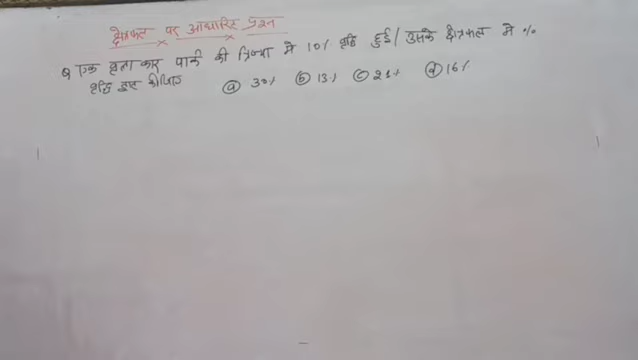 क्षेत्रफल पर आधारित प्रश्न
Q एक वृत्ताकार पार्क की त्रिज्या मे 10% वृद्धि हुई/ उसके क्षेत्रफल मे %
वृद्धि ज्ञात कीजिए (a) 30% (b) 13% (c) 21% (d) 16%